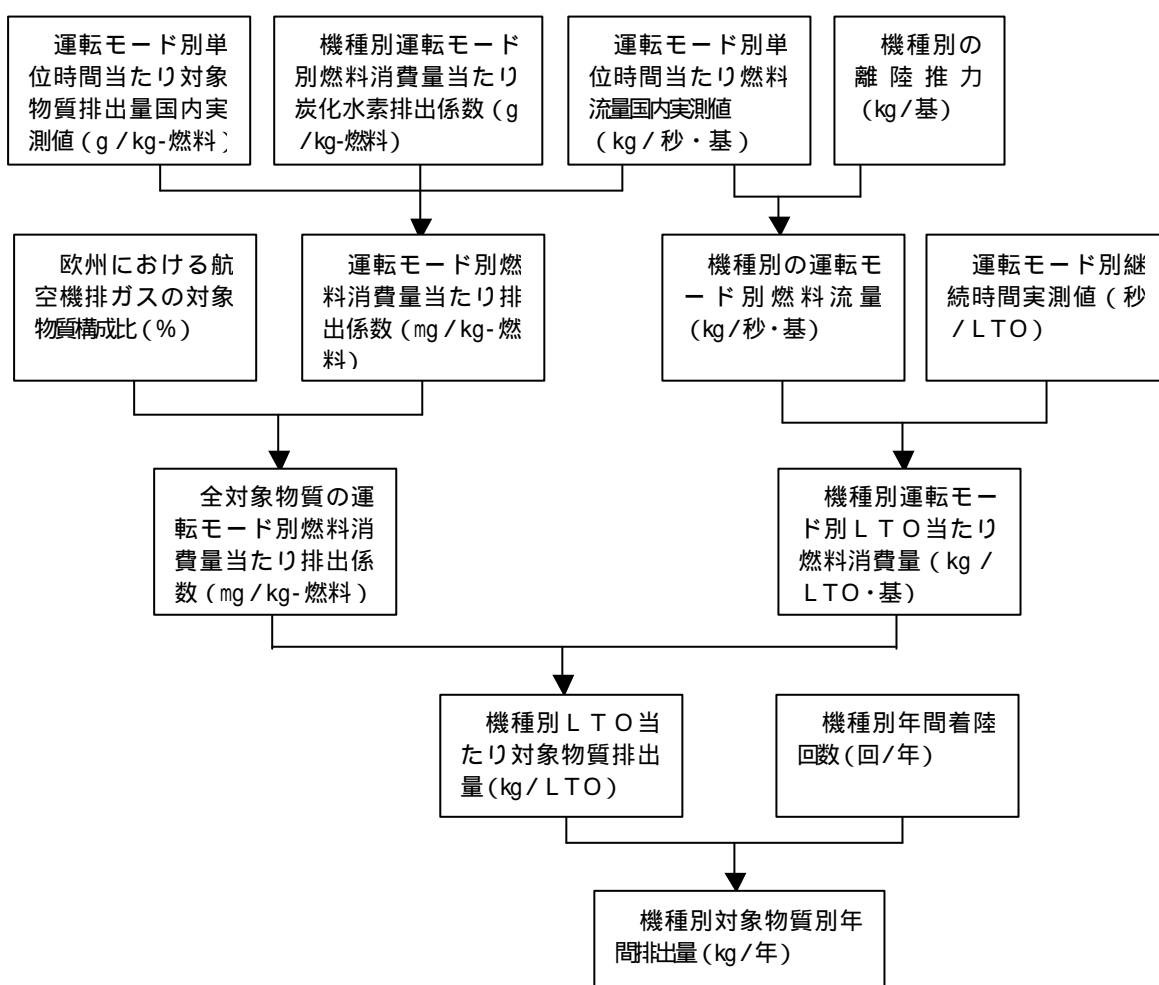 運転モード別単
位時間当たり対象
物質排出量国内実
測値(g/kg-燃料)
機種別運転モード
別燃料消費量当たり
炭化水素排出係数(g
/kg-燃料)
運転モード別単
位時間当たり燃料
流量国内実測値
(kg/秒・基)
機種別の
離陸推力
(kg/基)
欧州における航
空機排ガスの対象
物質構成比(%)
運転モード別燃
料消費量当たり排
出係数(mg/kg-燃
料)
機種別の運転モ
ード別燃料流量
(kg/秒・基)
運転モード別継
続時間実測値(秒
/LTO)
全対象物質の運
転モード別燃料消
費量当たり排出係
数(mg/kg-燃料)
機種別運転モー
ド別LTO当たり
燃料消費量(kg/
LTO・基)
機種別LTO当
たり対象物質排出
量(kg/LTO)
機種別年間着陸
回数(回/年)
機種別対象物質別年
間排出量(kg/年)